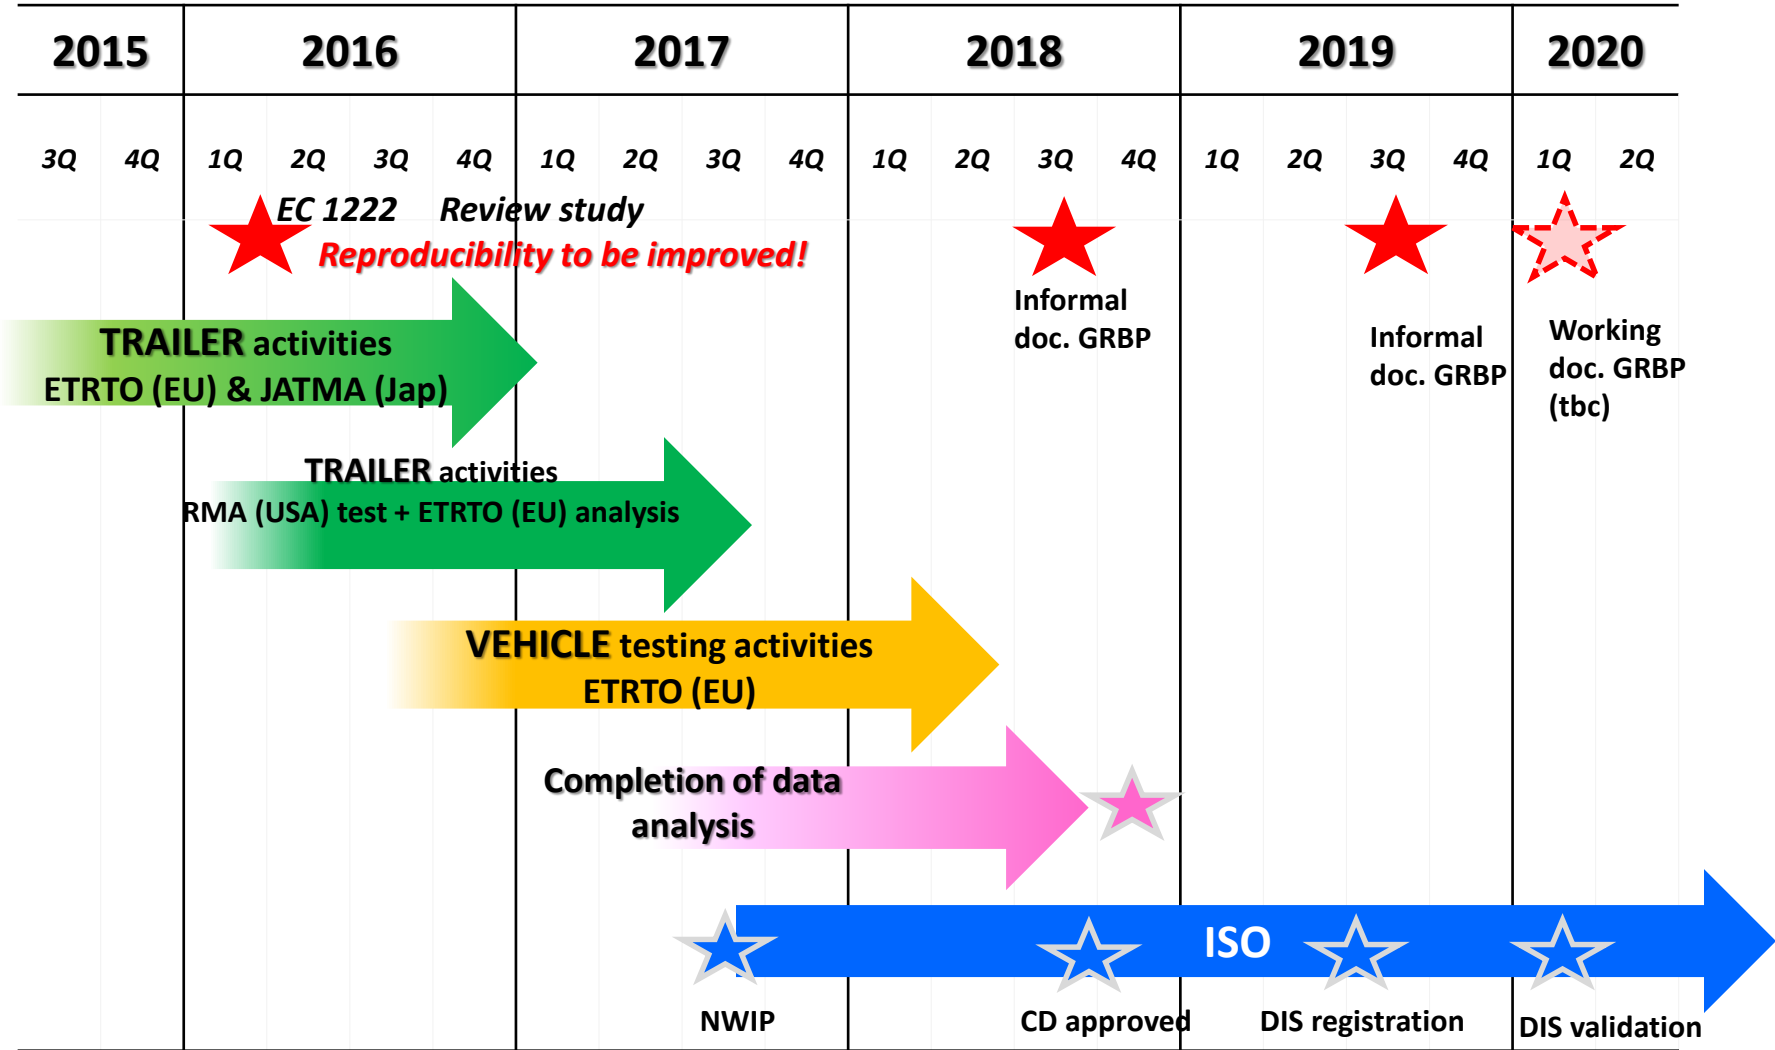 2015 2016 2017 2018 2019 2020
3Q 4Q 1Q 2Q 3Q 4Q 1Q 2Q 3Q 4Q 1Q 2Q 3Q 4Q 1Q 2Q 3Q 4Q 1Q 2Q
EC 1222 Review study
Reproducibility to be improved!
Informal
doc. GRBP
Informal
doc. GRBP
Working
doc. GRBP
(tbc)
TRAILER activities
ETRTO (EU) & JATMA (Jap)
TRAILER activities
RMA (USA) test + ETRTO (EU) analysis
VEHICLE testing activities
ETRTO (EU)
Completion of data
analysis
ISO
NWIP
CD approved
DIS registration
DIS validation